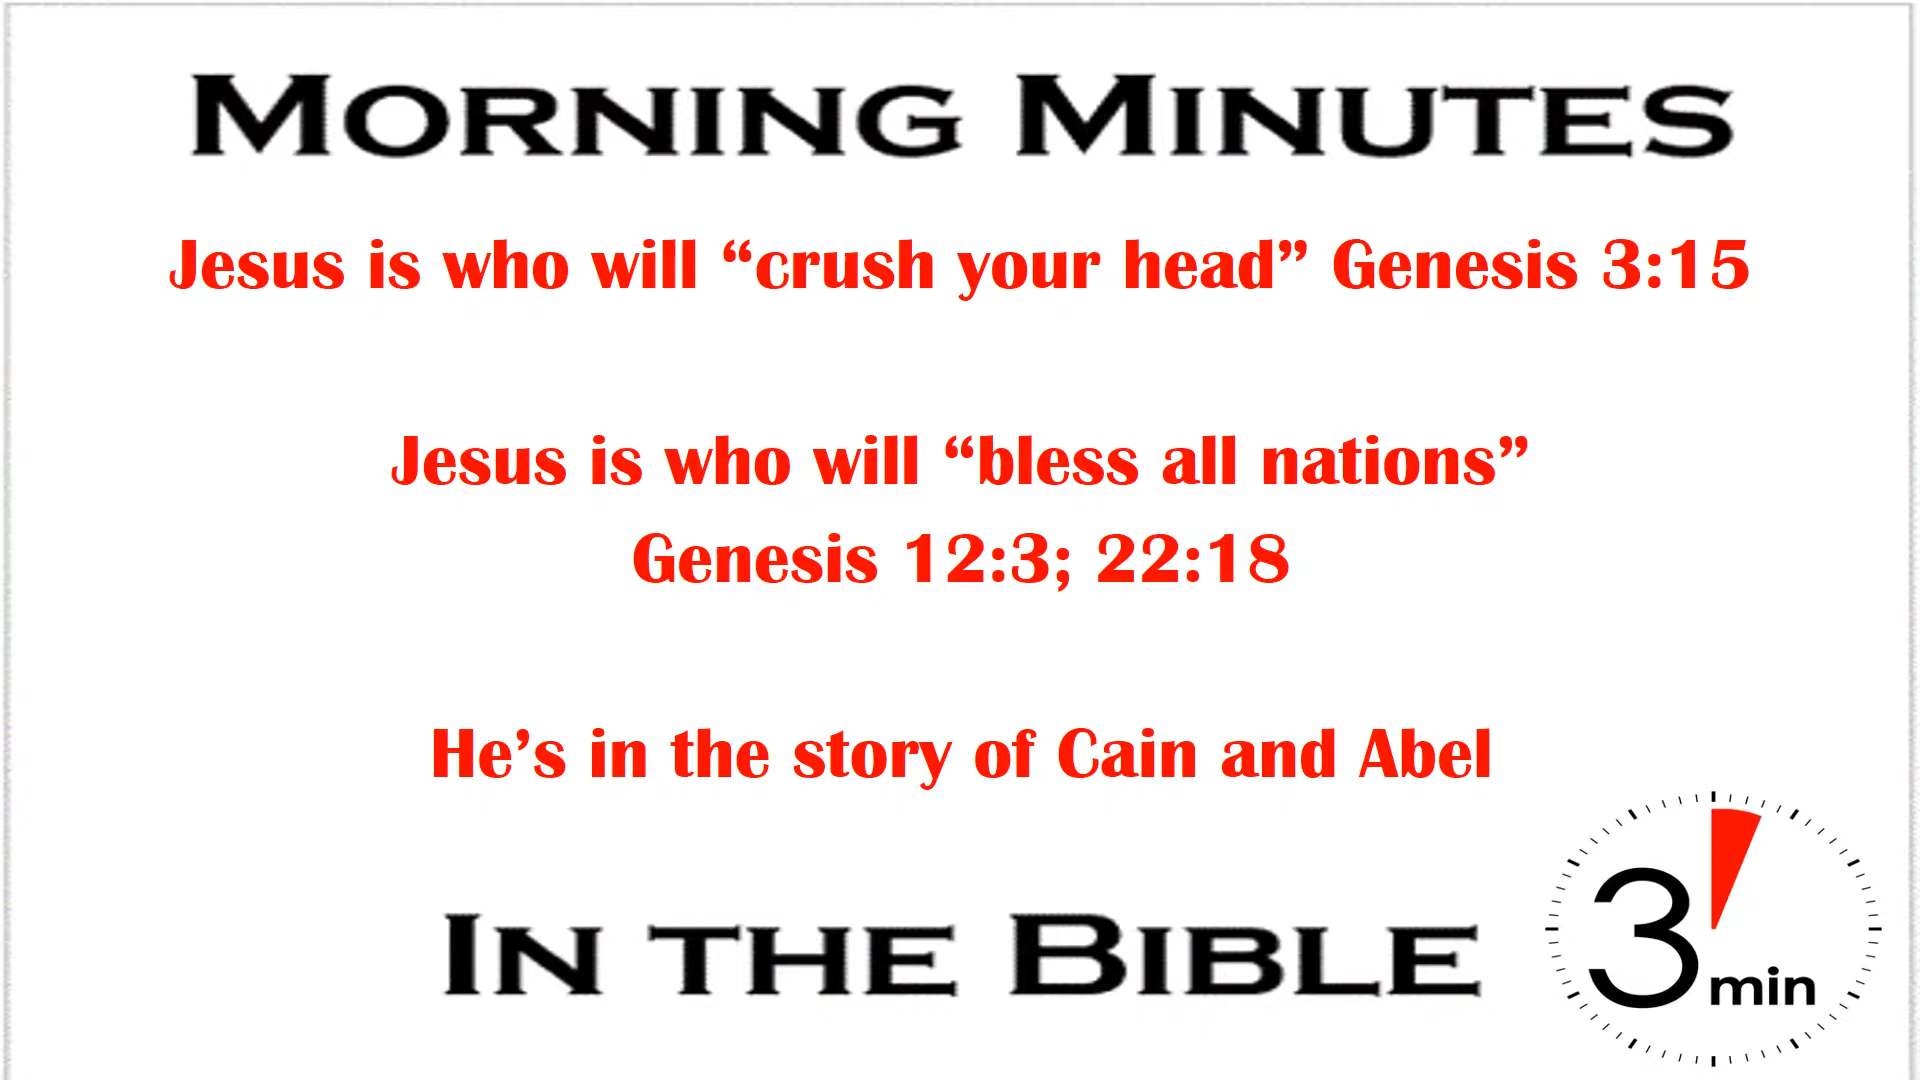 MORNING MINUTES
Jesus is who will “crush your head” Genesis 3:15
Jesus is who will “bless all nations”
Genesis 12:3; 22:18
He’s in the story of Cain and Abel
IN THE BIBLE
3 min